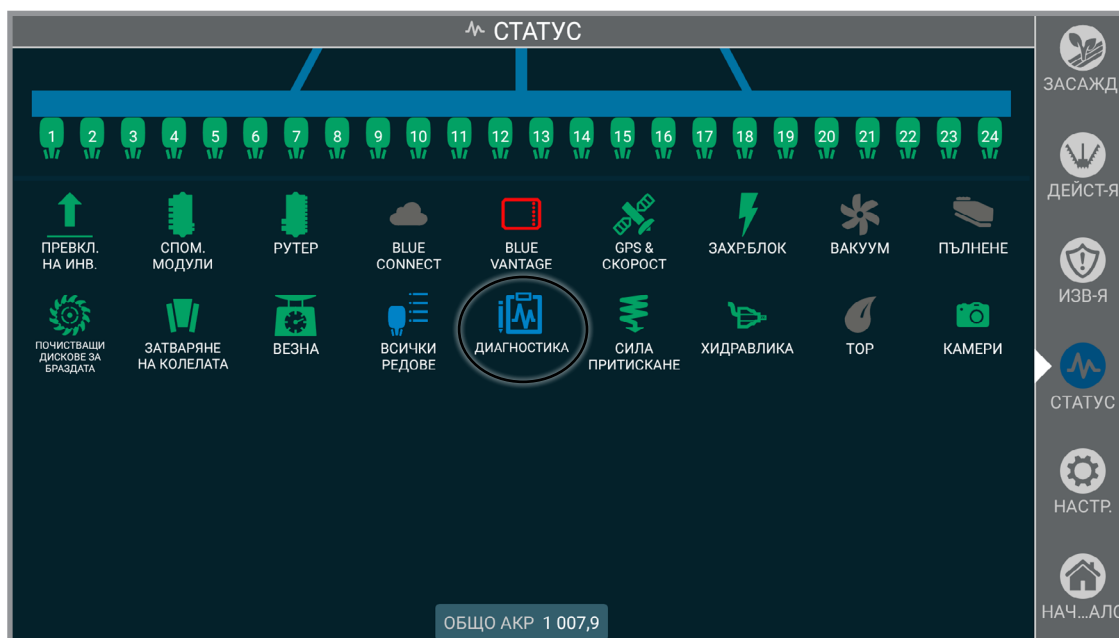 СТАТУС
1 2 3 4 5 6 7 8 9 10 11 12 13 14 15 16 17 18 19 20 21 22 23 24
ПРЕВКЛ.
НА ИНВ.
СПОМ.
МОДУЛИ
РУТЕР
BLUE
CONNECT
BLUE
VANTAGE
GPS &
СКОРОСТ
ЗАХР.БЛОК
ВАКУУМ
ПЪЛНЕНЕ
ПОЧИСТВАЩИ
ДИСКОВЕ ЗА
БРАЗДАТА
ЗАТВАРЯНЕ
НА КОЛЕЛАТА
ВЕЗНА
ВСИЧКИ
РЕДОВЕ
ДИАГНОСТИКА
СИЛА
ПРИТИСКАНЕ
ХИДРАВЛИКА
ТОР
КАМЕРИ
ОБЩО АКР 1 007,9
ЗАСАЖД
ДЕЙСТ-Я
ИЗВ-Я
СТАТУС
НАСТР.
НАЧ...АЛО